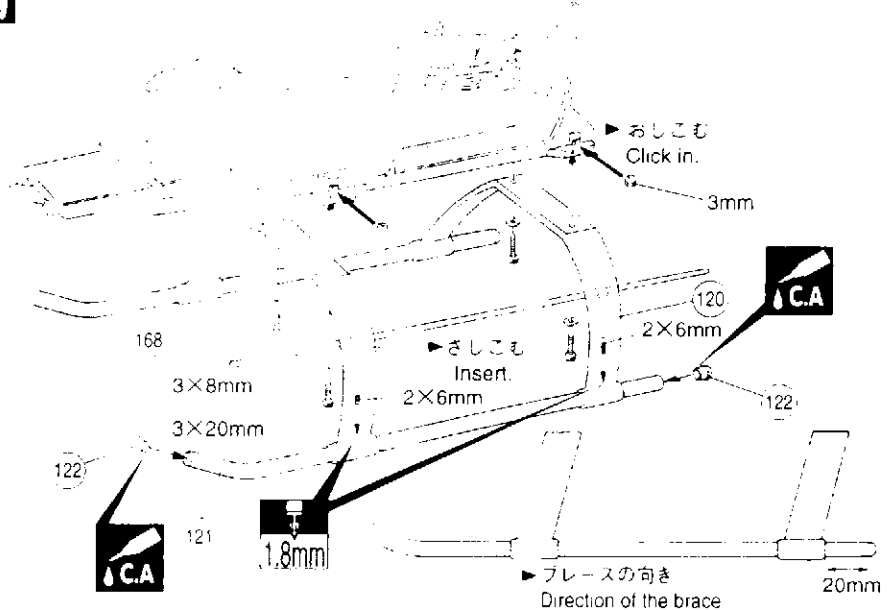 ▶おしこむ
Click in.
3mm
C.A
120
2×6mm
168
▶さしこむ
Insert.
3×8mm
2×6mm
3×20mm
122
122
121
1.8mm
C.A
▶ブレースの向き
Direction of the brace
20mm